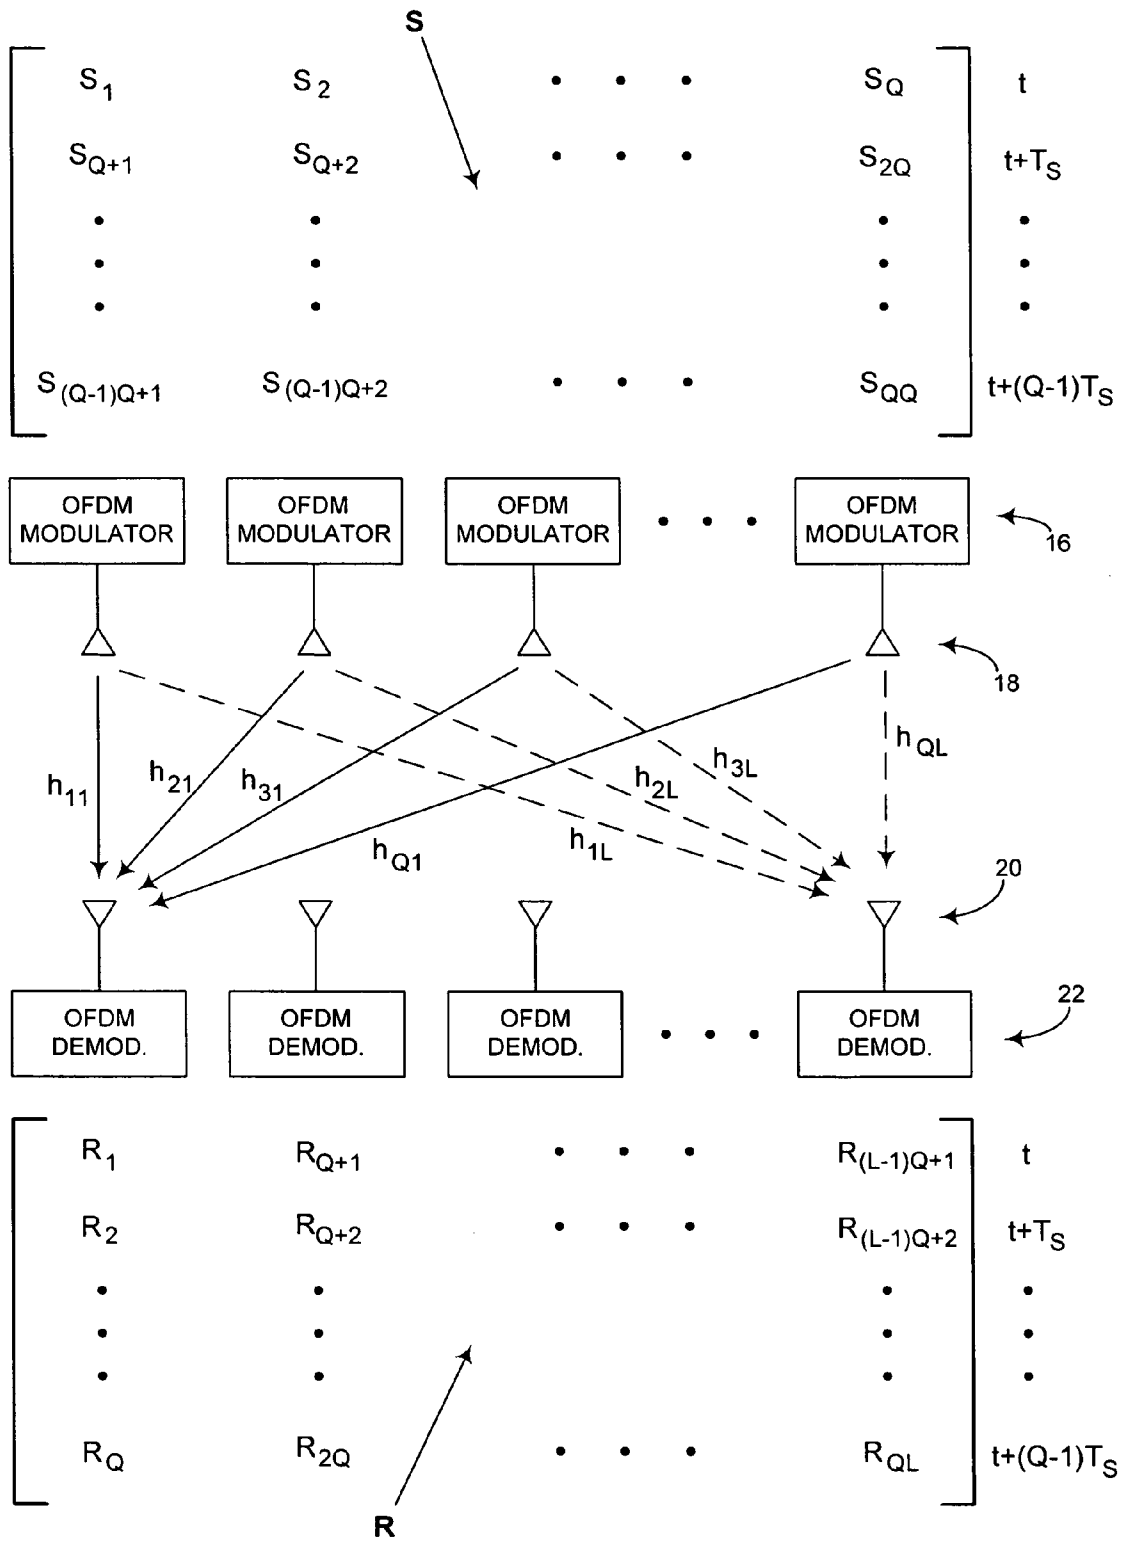 S
S1 S2 • • • SQ t
SQ+1 SQ+2 • • • S2Q t+TS
S(Q-1)Q+1 S(Q-1)Q+2 • • • SQQ t+(Q-1)TS
OFDM MODULATOR OFDM MODULATOR OFDM MODULATOR • • • OFDM MODULATOR
16
18
h11 h21 h31 hQ1 h1L h2L h3L hQL
20
OFDM DEMOD. OFDM DEMOD. OFDM DEMOD. • • • OFDM DEMOD.
22
R1 RQ+1 • • • R(L-1)Q+1 t
R2 RQ+2 • • • R(L-1)Q+2 t+TS
RQ R2Q • • • RQL t+(Q-1)TS
R